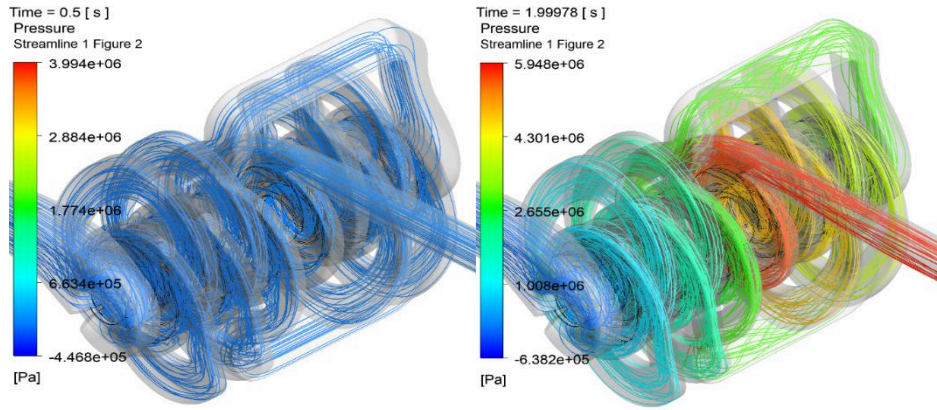 Time = 0.5 [ s ]
Pressure
Streamline 1 Figure 2
3.994e+06
2.884e+06
1.774e+06
6.634e+05
-4.468e+05
[Pa]
Time = 1.99978 [ s ]
Pressure
Streamline 1 Figure 2
5.948e+06
4.301e+06
2.655e+06
1.008e+06
-6.382e+05
[Pa]